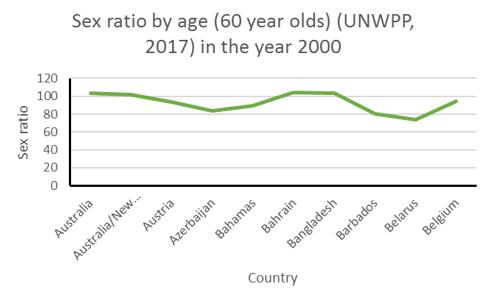 Sex ratio by age (60 year olds) (UNWPP,
2017) in the year 2000
120
100
80
60
40
20
0
Sex ratio
Australia
Australia/New...
Austria
Azerbaijan
Bahamas
Bahrain
Bangladesh
Barbados
Belarus
Belgium
Country